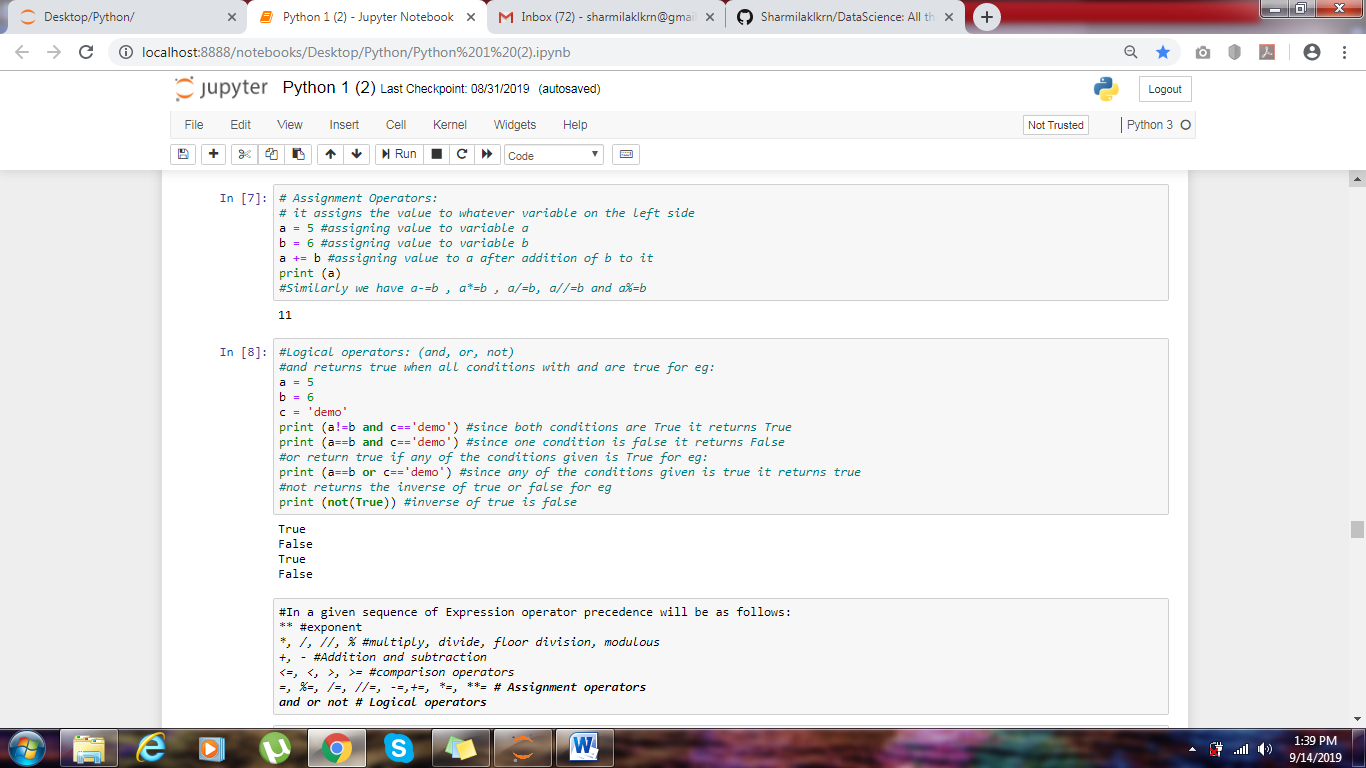 Desktop/Python/
Python 1 (2) - Jupyter Notebook
Inbox (72) - sharmilaklkrn@gmai
Sharmilaklkrn/DataScience: All th
localhost:8888/notebooks/Desktop/Python/Python%201%20(2).ipynb
jupyter Python 1 (2) Last Checkpoint: 08/31/2019 (autosaved)
Logout
File Edit View Insert Cell Kernel Widgets Help
Not Trusted
Python 3
Run
Code
In [7]:
# Assignment Operators:
# it assigns the value to whatever variable on the left side
a = 5 #assigning value to variable a
b = 6 #assigning value to variable b
a += b #assigning value to a after addition of b to it
print (a)
#Similarly we have a-=b , a*=b , a/=b, a//=b and a%=b
11
In [8]:
#Logical operators: (and, or, not)
#and returns true when all conditions with and are true for eg:
a = 5
b = 6
c = 'demo'
print (a!=b and c=='demo') #since both conditions are True it returns True
print (a==b and c=='demo') #since one condition is false it returns False
#or return true if any of the conditions given is True for eg:
print (a==b or c=='demo') #since any of the conditions given is true it returns true
#not returns the inverse of true or false for eg
print (not(True)) #inverse of true is false
True
False
True
False
#In a given sequence of Expression operator precedence will be as follows:
** #exponent
*, /, //, % #multiply, divide, floor division, modulous
+, - #Addition and subtraction
<=, <, >, >= #comparison operators
=, %=, /=, //=, -=,+=, *=, **= # Assignment operators
and or not # Logical operators
1:39 PM
9/14/2019